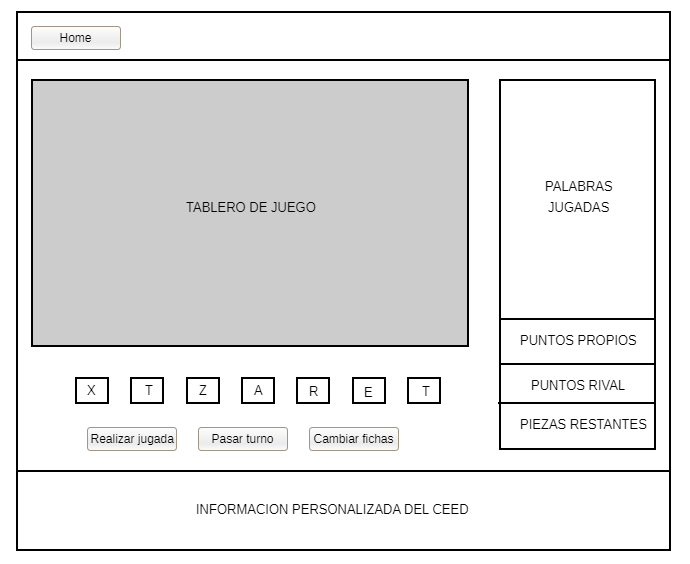 Home
TABLERO DE JUEGO
PALABRAS
JUGADAS
PUNTOS PROPIOS
PUNTOS RIVAL
PIEZAS RESTANTES
X T Z A R E T
Realizar jugada Pasar turno Cambiar fichas
INFORMACION PERSONALIZADA DEL CEED